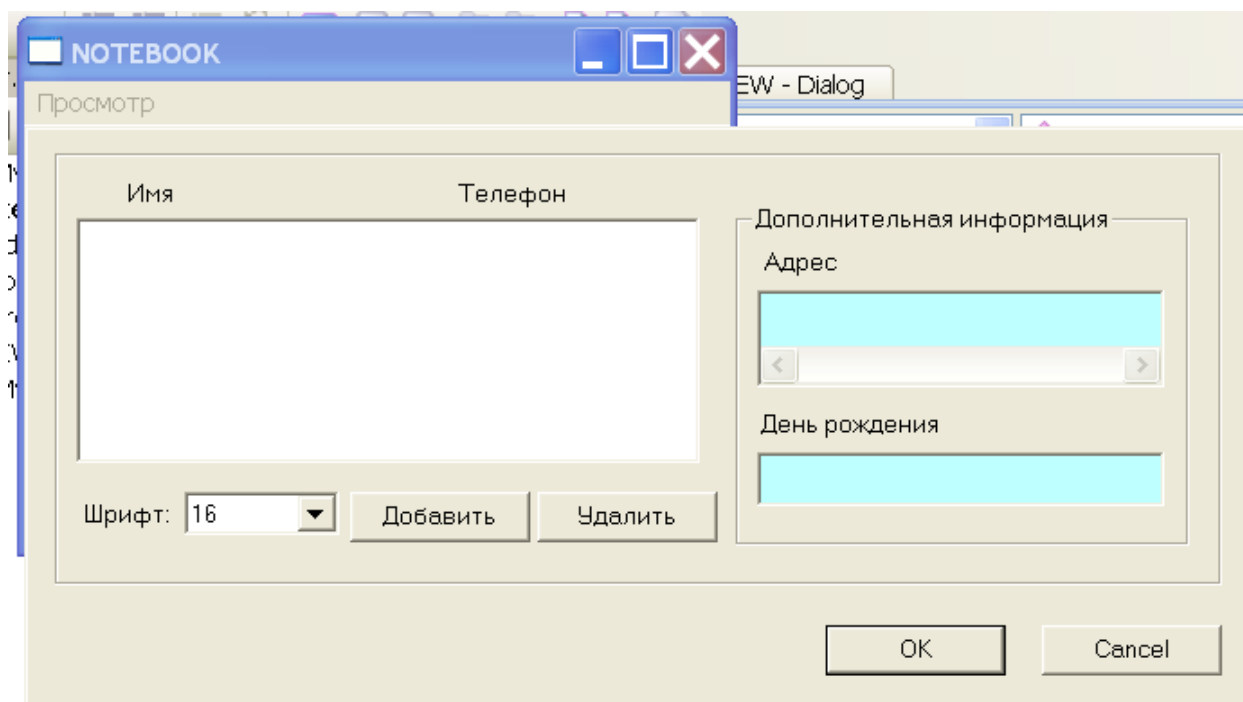 NOTEBOOK
EW - Dialog
Просмотр
Имя Телефон
Дополнительная информация
Адрес
День рождения
Шрифт: 16 Добавить Удалить
OK Cancel